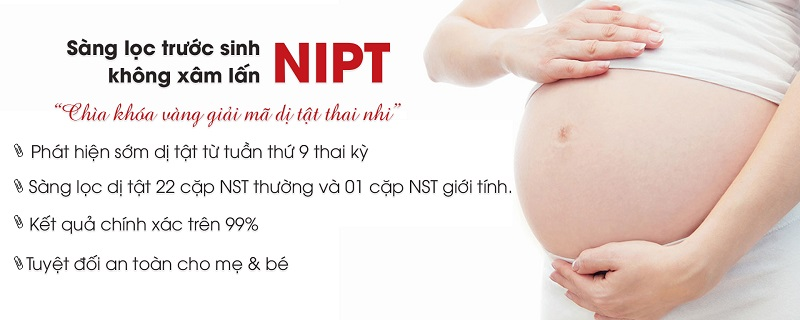 Sàng lọc trước sinh
không xâm lấn
NIPT
“Chìa khóa vàng giải mã dị tật thai nhi”
Phát hiện sớm dị tật từ tuần thứ 9 thai kỳ
Sàng lọc dị tật 22 cặp NST thường và 01 cặp NST giới tính.
Kết quả chính xác trên 99%
Tuyệt đối an toàn cho mẹ & bé